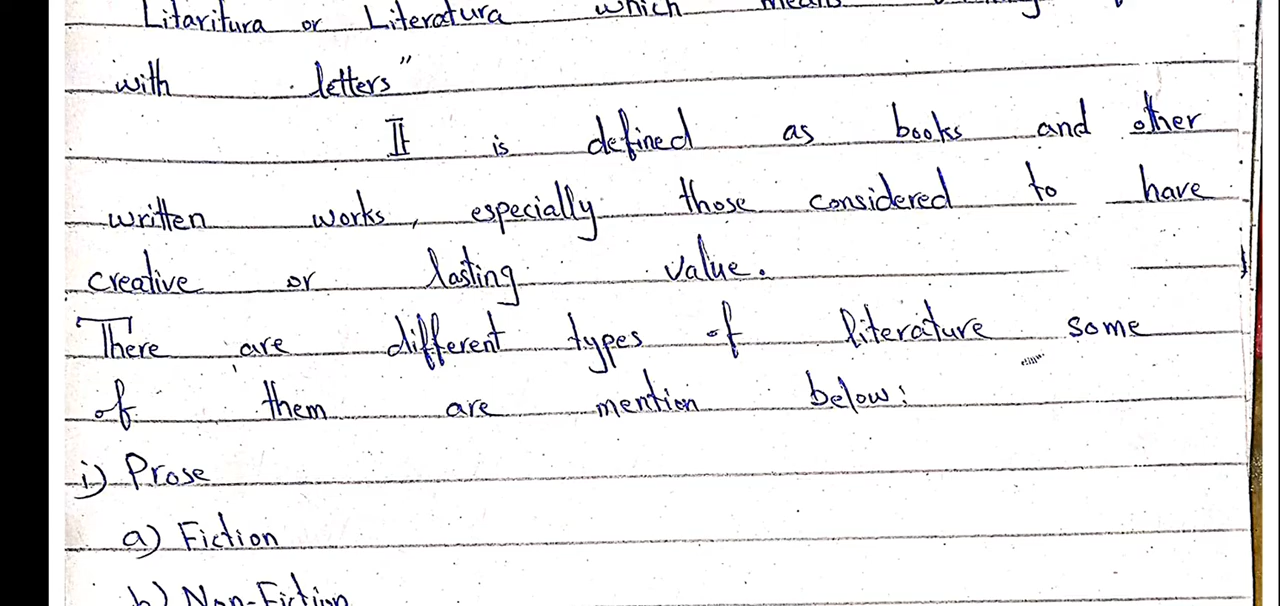 Litaritura or Literatura which means
with letters"
It is defined as books and other
written works, especially those considered to have
creative or lasting value.
There are different types of literature some
of them are mention below:
i) Prose
a) Fiction
b) Non-Fiction